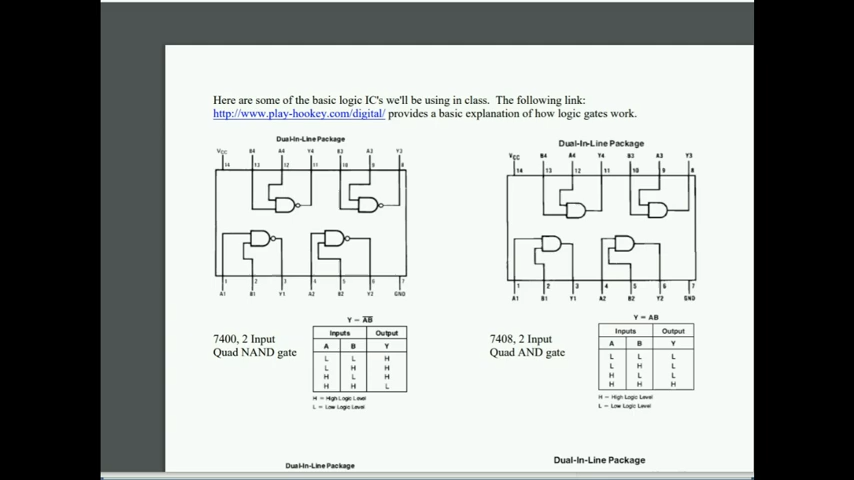 Here are some of the basic logic IC's we'll be using in class. The following link:
http://www.play-hookey.com/digital/ provides a basic explanation of how logic gates work.
Dual-In-Line Package
VCC B4 A4 Y4 B3 A3 Y3
14 13 12 11 10 9 8
1 2 3 4 5 6 7
A1 B1 Y1 A2 B2 Y2 GND
7400, 2 Input
Quad NAND gate
Y = A̅B̅
Inputs Output
A B Y
L L H
L H H
H L H
H H L
H = High Logic Level
L = Low Logic Level
Dual-In-Line Package
VCC B4 A4 Y4 B3 A3 Y3
14 13 12 11 10 9 8
1 2 3 4 5 6 7
A1 B1 Y1 A2 B2 Y2 GND
7408, 2 Input
Quad AND gate
Y = AB
Inputs Output
A B Y
L L L
L H L
H L L
H H H
H = High Logic Level
L = Low Logic Level
Dual-In-Line Package
Dual-In-Line Package